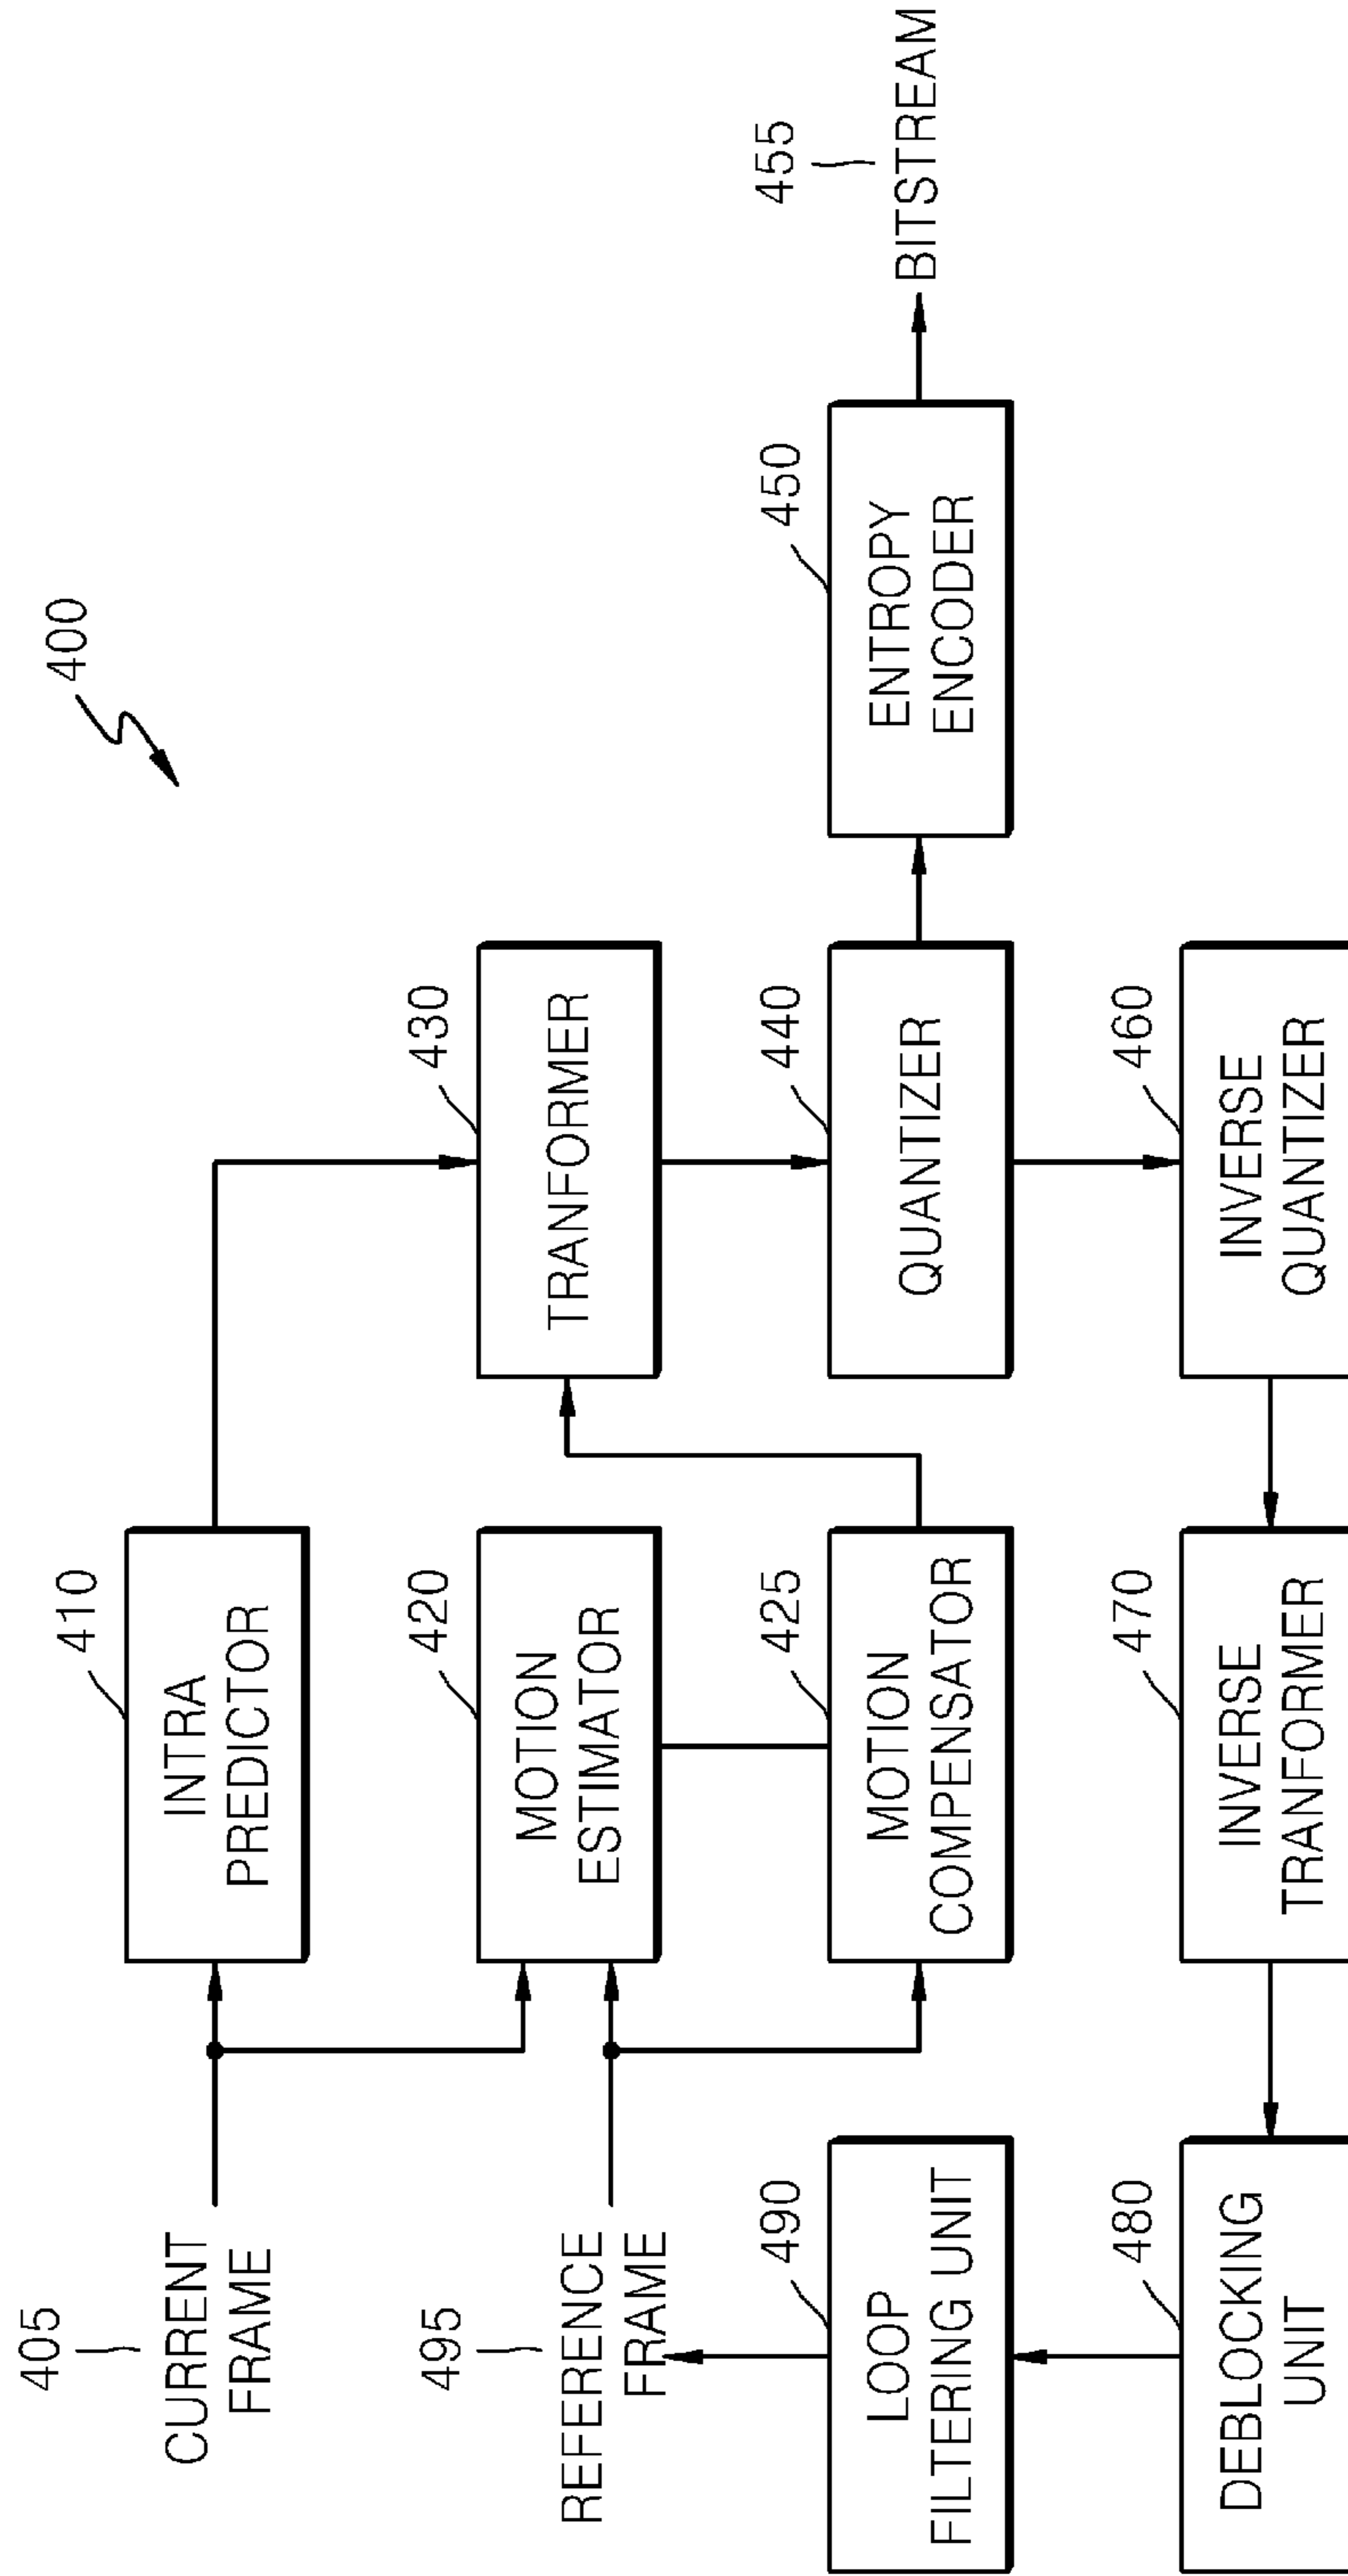 400
405
CURRENT
FRAME
410
INTRA
PREDICTOR
495
REFERENCE
FRAME
420
MOTION
ESTIMATOR
430
TRANFORMER
490
LOOP
FILTERING UNIT
425
MOTION
COMPENSATOR
440
QUANTIZER
450
ENTROPY
ENCODER
455
BITSTREAM
480
DEBLOCKING
UNIT
470
INVERSE
TRANFORMER
460
INVERSE
QUANTIZER